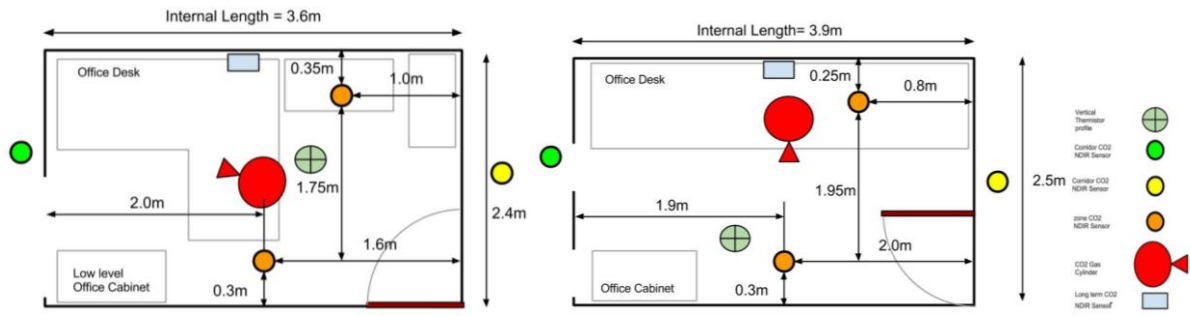 Internal Length = 3.6m
Office Desk
0.35m
1.0m
1.75m
2.0m
2.4m
1.6m
Low level
Office Cabinet
0.3m
Internal Length= 3.9m
Office Desk
0.25m
0.8m
1.95m
2.5m
1.9m
2.0m
Office Cabinet
0.3m
Vertical
Thermistor
profile
Corridor CO2
NDIR Sensor
Corridor CO2
NDIR Sensor
zone CO2
NDIR Sensor
CO2 Gas
Cylinder
Long term CO2
NDIR Sensor